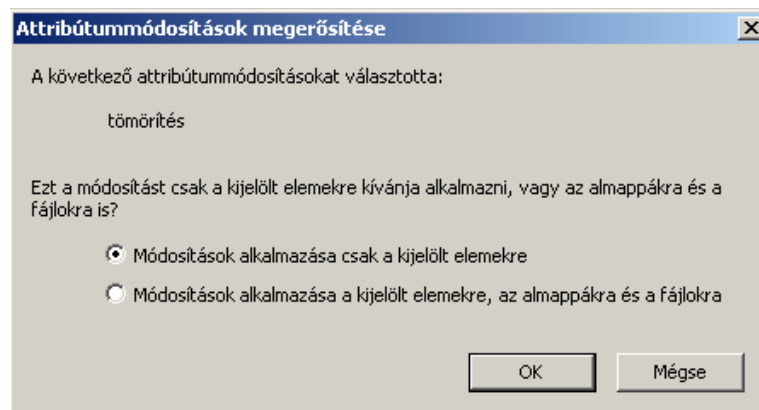 Attribútummódosítások megerősítése
A következő attribútummódosításokat választotta:
tömörítés
Ezt a módosítást csak a kijelölt elemekre kívánja alkalmazni, vagy az almappákra és a
fájlokra is?
Módosítások alkalmazása csak a kijelölt elemekre
Módosítások alkalmazása a kijelölt elemekre, az almappákra és a fájlokra
OK
Mégse